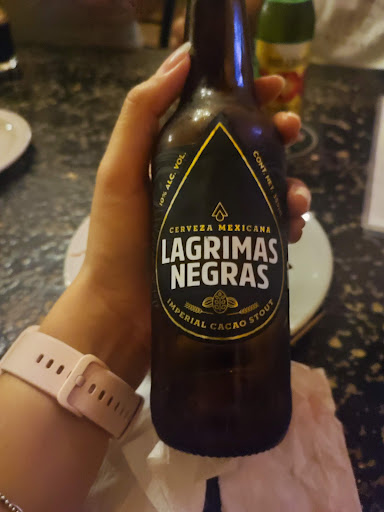 10% ALC. VOL.
CONT. NET.
CERVEZA MEXICANA
LAGRIMAS
NEGRAS
IMPERIAL CACAO STOUT